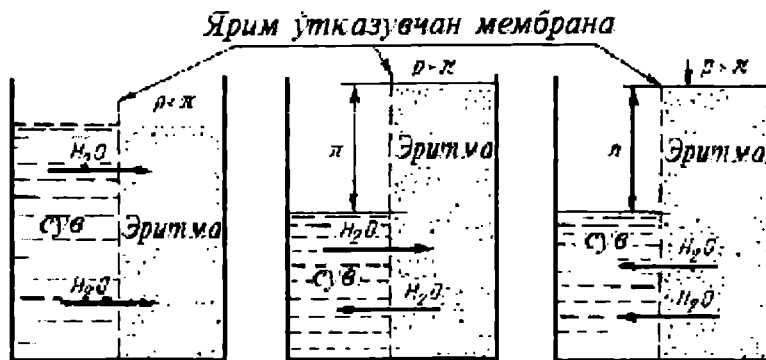 Ярим ўтказувчан мембрана
p < π
H₂O
сув
Эритма
H₂O
p > π
π
Эритма
H₂O
сув
H₂O
p > π
π
Эритма
сув
H₂O
H₂O